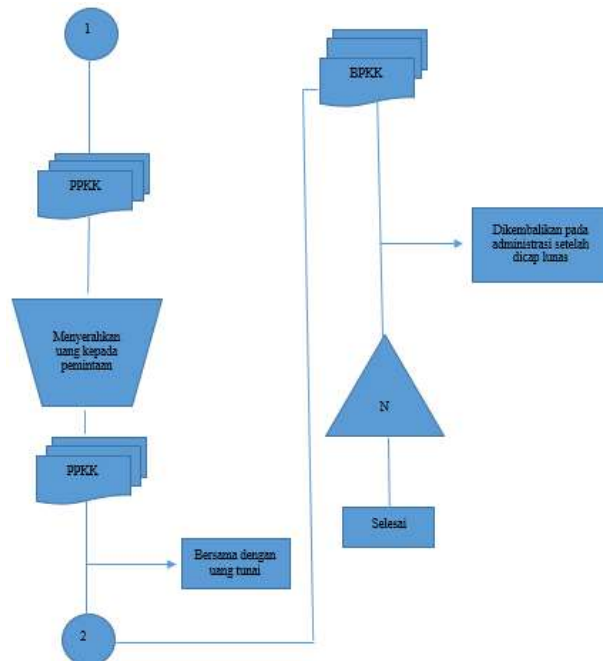 1
PPKK
Menyerahkan
uang kepada
pemintaan
PPKK
Bersama dengan
uang tunai
2
BPKK
Dikembalikan pada
administrasi setelah
dicap lunas
N
Selesai